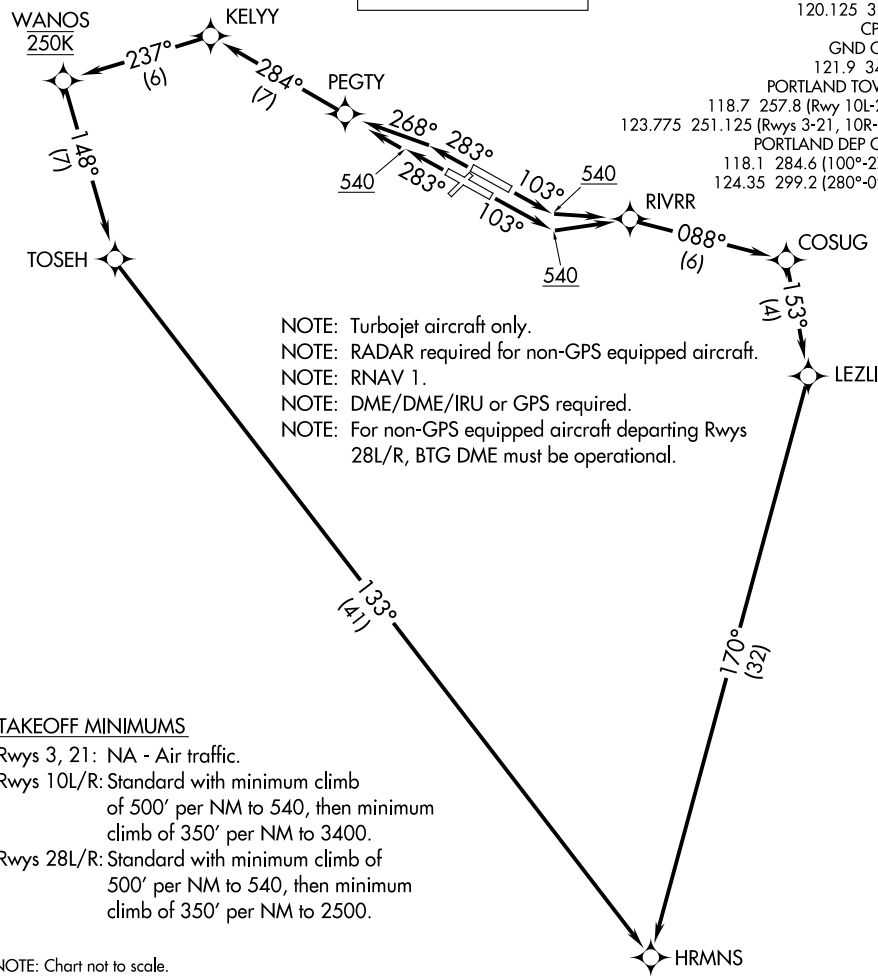 WANOS
250K
KELYY
237°
(6)
284°
(7)
PEGTY
120.125
121.9
PORTLAND
118.7 257.8 (Rwy
123.775 251.125 (Rwys 3-21,
PORTLAND DEP
118.1 284.6
124.35 299.2
148°
(7)
268°
283°
103°
540
540
283°
103°
540
RIVRR
088°
(6)
COSUG
153°
(4)
TOSEH
LEZLI
NOTE: Turbojet aircraft only.
NOTE: RADAR required for non-GPS equipped aircraft.
NOTE: RNAV 1.
NOTE: DME/DME/IRU or GPS required.
NOTE: For non-GPS equipped aircraft departing Rwys
28L/R, BTG DME must be operational.
133°
(41)
170°
(32)
TAKEOFF MINIMUMS
Rwys 3, 21: NA - Air traffic.
Rwys 10L/R: Standard with minimum climb
of 500' per NM to 540, then minimum
climb of 350' per NM to 3400.
Rwys 28L/R: Standard with minimum climb of
500' per NM to 540, then minimum
climb of 350' per NM to 2500.
NOTE: Chart not to scale.
HRMNS